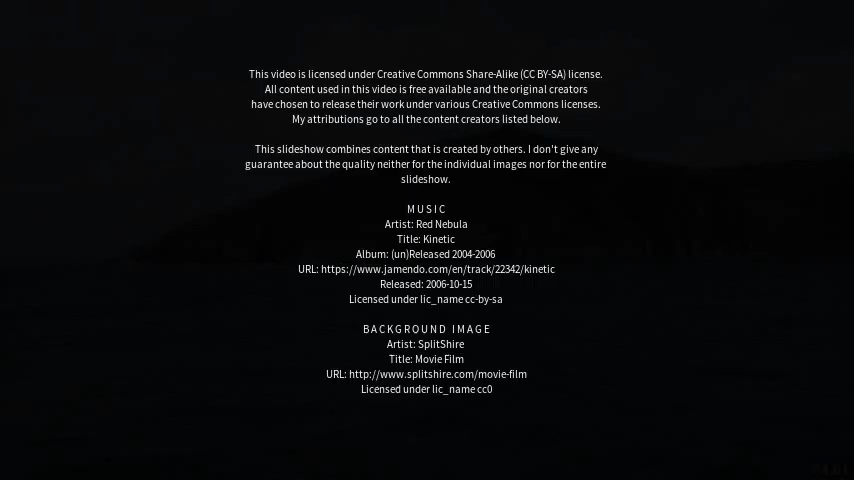 This video is licensed under Creative Commons Share-Alike (CC BY-SA) license.
All content used in this video is free available and the original creators
have chosen to release their work under various Creative Commons licenses.
My attributions go to all the content creators listed below.
This slideshow combines content that is created by others. I don't give any
guarantee about the quality neither for the individual images nor for the entire
slideshow.
MUSIC
Artist: Red Nebula
Title: Kinetic
Album: (un)Released 2004-2006
URL: https://www.jamendo.com/en/track/22342/kinetic
Released: 2006-10-15
Licensed under lic_name cc-by-sa
BACKGROUND IMAGE
Artist: SplitShire
Title: Movie Film
URL: http://www.splitshire.com/movie-film
Licensed under lic_name cc0